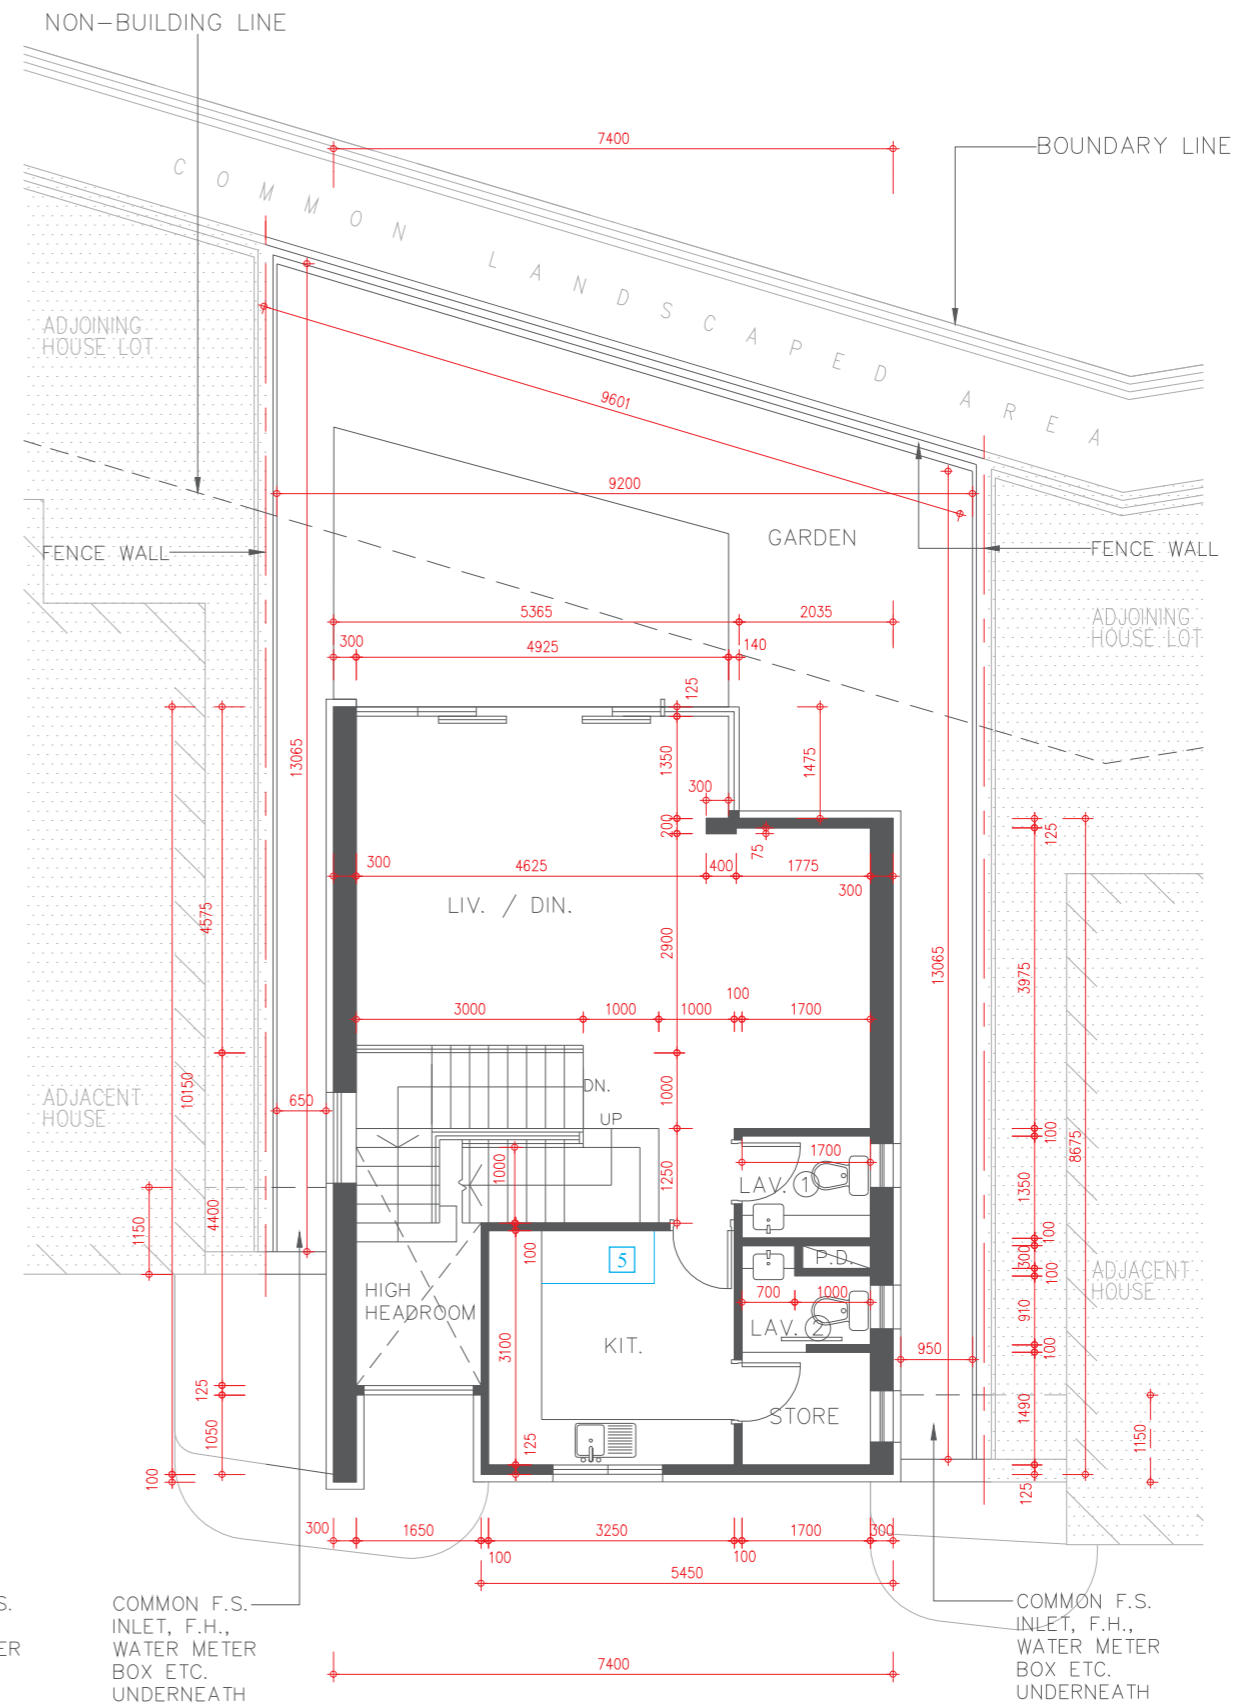 NON-BUILDING LINE
7400
BOUNDARY LINE
COMMON LANDSCAPED AREA
ADJOINING
HOUSE LOT
9601
9200
GARDEN
FENCE WALL
FENCE WALL
5365
2035
ADJOINING
HOUSE LOT
300
4925
140
125
13065
1350
1475
300
200
125
75
300
4625
400
1775
300
4575
LIV. / DIN.
2900
13065
3975
100
3000
1000
1000
1700
10150
DN.
1000
ADJACENT
HOUSE
650
UP
100
8675
1700
1000
1250
LAV. 1
1350
1150
4400
100
5
P.D.
100
300
100
ADJACENT
HOUSE
HIGH
HEADROOM
700
1000
910
LAV. 2
3100
KIT.
950
100
125
STORE
1490
1050
125
1150
100
125
300
1650
3250
1700
300
100
100
5450
S.
COMMON F.S.
INLET, F.H.,
ER
WATER METER
BOX ETC.
UNDERNEATH
COMMON F.S.
INLET, F.H.,
WATER METER
BOX ETC.
UNDERNEATH
7400